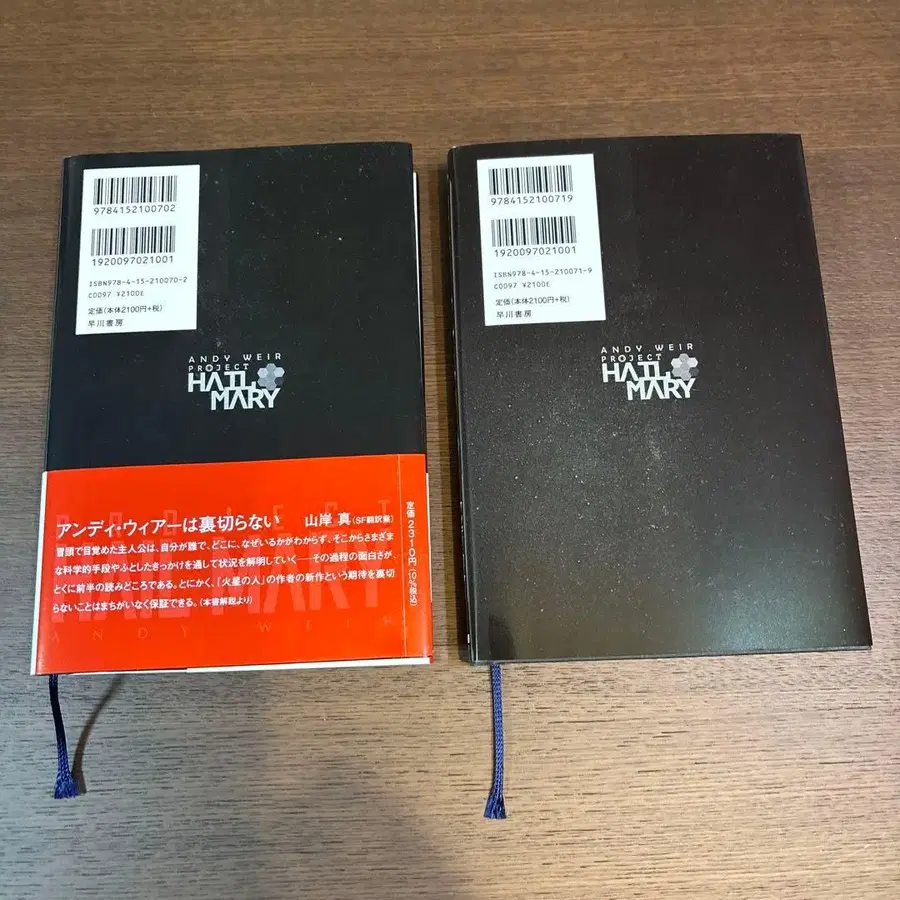 9784152100702
1920097021001
ISBN978-4-15-210070-2
C0097 ¥2100E
定価(本体2100円+税)
早川書房
ANDY WEIR
PROJECT
HAIL
MARY
アンディ・ウィアーは裏切らない 山岸 真(SF翻訳業)
冒頭で目覚めた主人公は、自分が誰で、どこに、なぜいるかがわからず、そこからさまざま
な科学的手段やふとしたきっかけを通して状況を解明していく——その過程の面白さが、
とくに前半の読みどころである。とにかく、『火星の人』の作者の新作という期待を裏切
らないことはまちがいなく保証できる。(本書解説より)
定価2310円(10%税込)
PROJECT
HAIL MARY
ANDY WEIR
9784152100719
1920097021001
ISBN978-4-15-210071-9
C0097 ¥2100E
定価(本体2100円+税)
早川書房
ANDY WEIR
PROJECT
HAIL
MARY